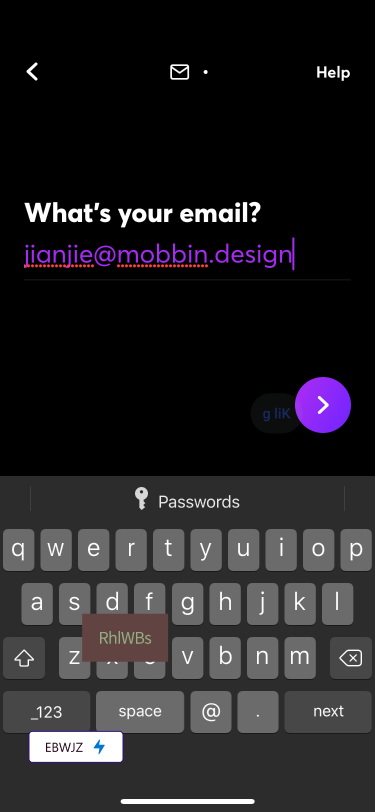 Help
What's your email?
jianjie@mobbin.design
g liK
Passwords
q w e r t y u i o p
a s d f g h j k l
RhlWBs
z v b n m
_123 space @ . next
EBWJZ